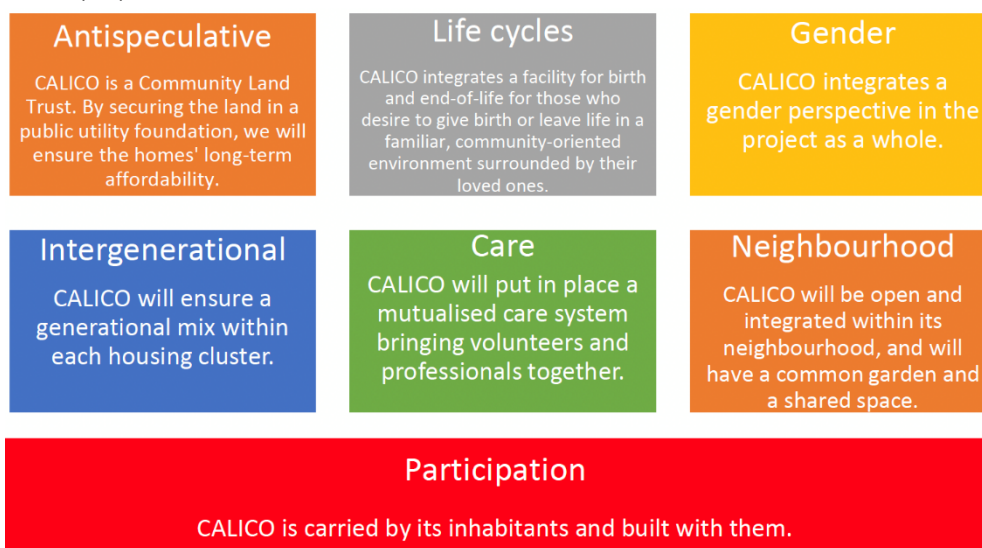 Antispeculative
CALICO is a Community Land
Trust. By securing the land in a
public utility foundation, we will
ensure the homes' long-term
affordability.
Life cycles
CALICO integrates a facility for birth
and end-of-life for those who
desire to give birth or leave life in a
familiar, community-oriented
environment surrounded by their
loved ones.
Gender
CALICO integrates a
gender perspective in the
project as a whole.
Intergenerational
CALICO will ensure a
generational mix within
each housing cluster.
Care
CALICO will put in place a
mutualised care system
bringing volunteers and
professionals together.
Neighbourhood
CALICO will be open and
integrated within its
neighbourhood, and will
have a common garden and
a shared space.
Participation
CALICO is carried by its inhabitants and built with them.